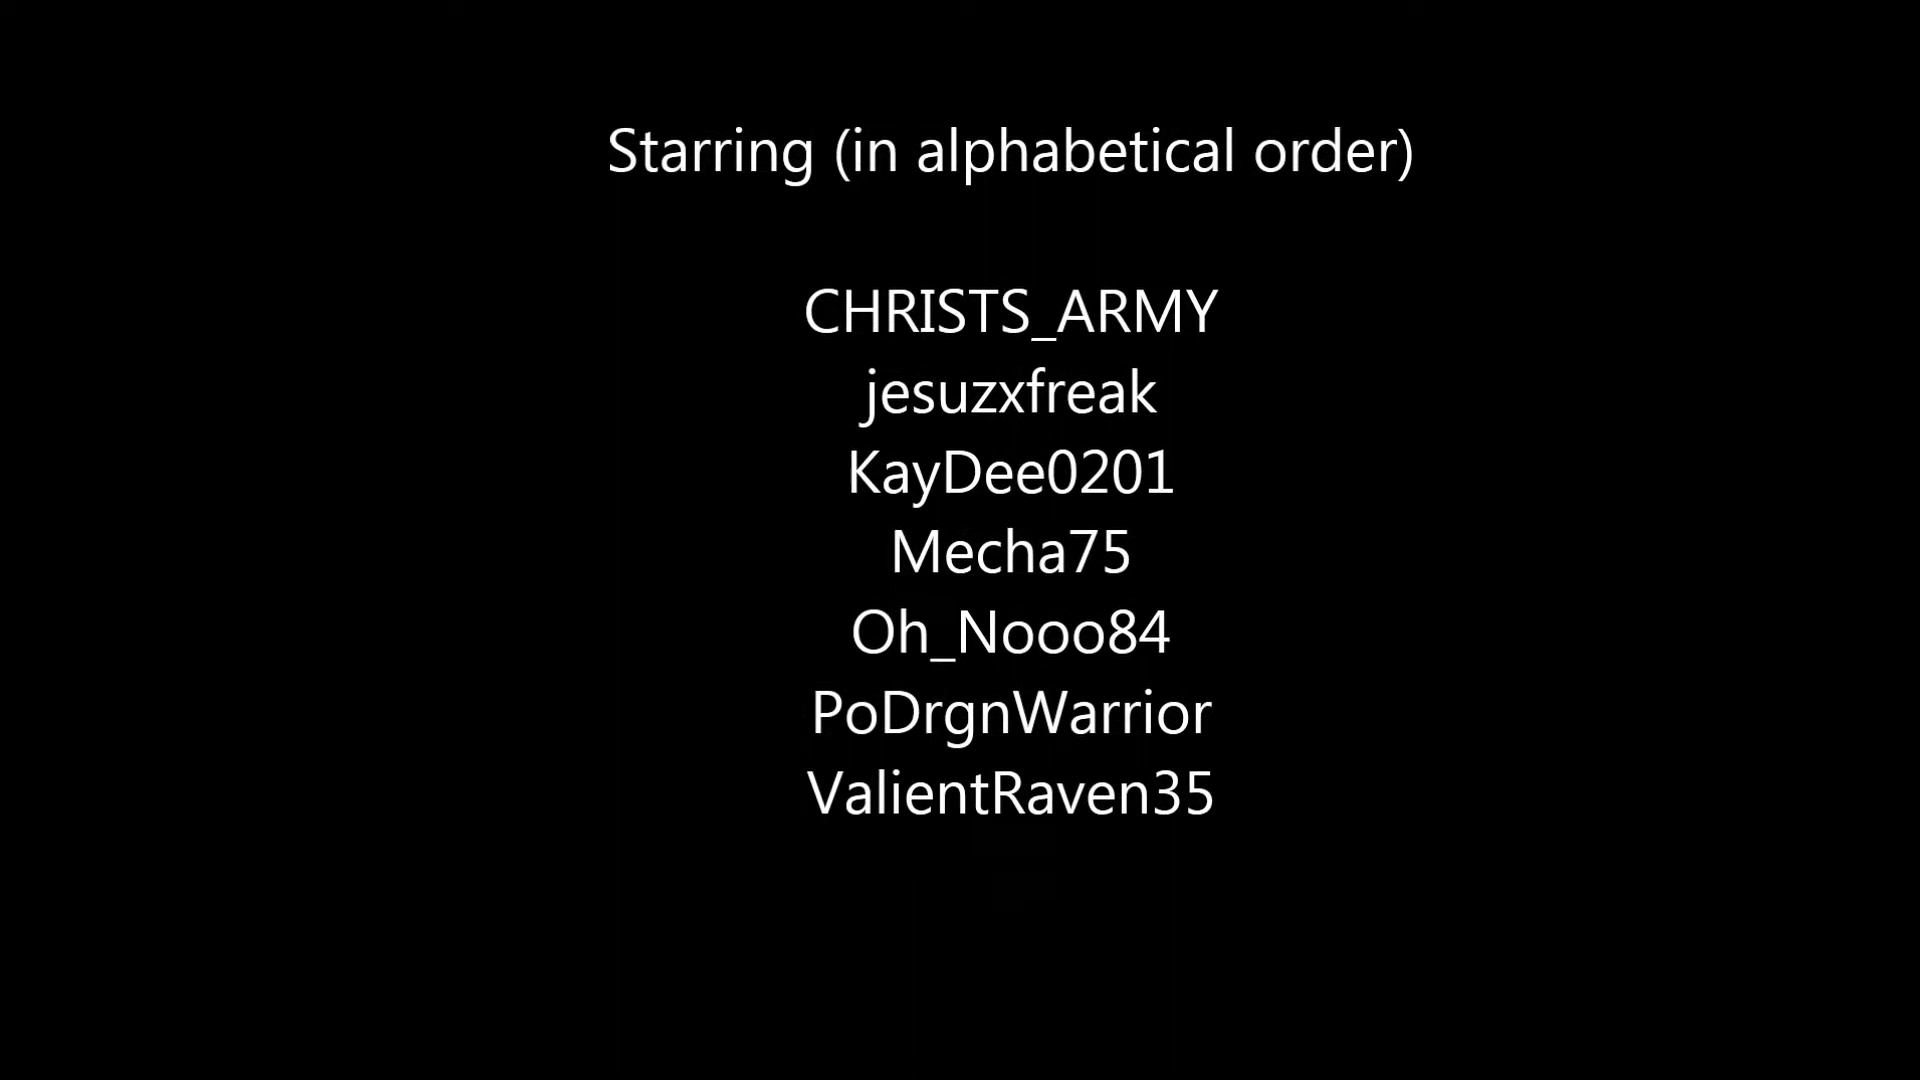 Starring (in alphabetical order)
CHRISTS_ARMY
jesuzxfreak
KayDee0201
Mecha75
Oh_Nooo84
PoDrgnWarrior
ValientRaven35